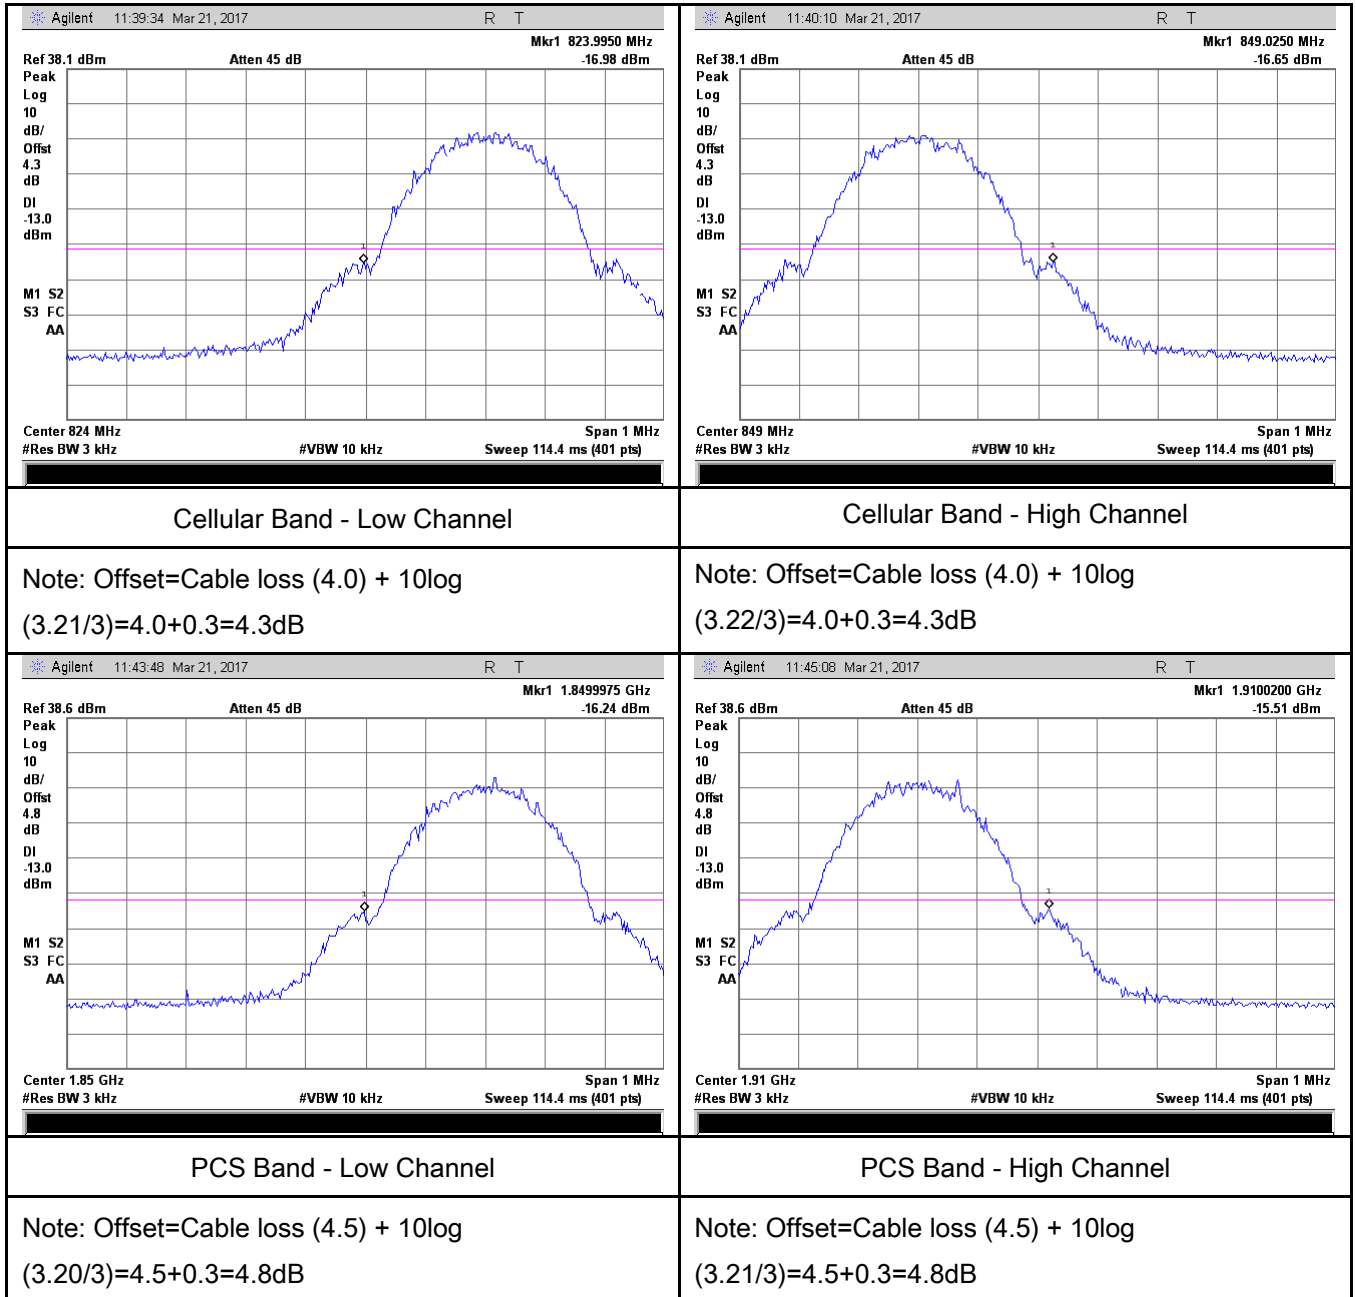 Agilent 11:39:34 Mar 21, 2017 R T
Mkr1 823.9950 MHz
Ref 38.1 dBm Atten 45 dB -16.98 dBm
Peak
Log
10
dB/
Offst
4.3
dB
DI
-13.0
dBm
1
M1 S2
S3 FC
AA
Center 824 MHz Span 1 MHz
#Res BW 3 kHz #VBW 10 kHz Sweep 114.4 ms (401 pts)
Agilent 11:40:10 Mar 21, 2017 R T
Mkr1 849.0250 MHz
Ref 38.1 dBm Atten 45 dB -16.65 dBm
Peak
Log
10
dB/
Offst
4.3
dB
DI
-13.0
dBm
1
M1 S2
S3 FC
AA
Center 849 MHz Span 1 MHz
#Res BW 3 kHz #VBW 10 kHz Sweep 114.4 ms (401 pts)
Cellular Band - Low Channel
Cellular Band - High Channel
Note: Offset=Cable loss (4.0) + 10log
(3.21/3)=4.0+0.3=4.3dB
Note: Offset=Cable loss (4.0) + 10log
(3.22/3)=4.0+0.3=4.3dB
Agilent 11:43:48 Mar 21, 2017 R T
Mkr1 1.8499975 GHz
Ref 38.6 dBm Atten 45 dB -16.24 dBm
Peak
Log
10
dB/
Offst
4.8
dB
DI
-13.0
dBm
1
M1 S2
S3 FC
AA
Center 1.85 GHz Span 1 MHz
#Res BW 3 kHz #VBW 10 kHz Sweep 114.4 ms (401 pts)
Agilent 11:45:08 Mar 21, 2017 R T
Mkr1 1.9100200 GHz
Ref 38.6 dBm Atten 45 dB -15.51 dBm
Peak
Log
10
dB/
Offst
4.8
dB
DI
-13.0
dBm
1
M1 S2
S3 FC
AA
Center 1.91 GHz Span 1 MHz
#Res BW 3 kHz #VBW 10 kHz Sweep 114.4 ms (401 pts)
PCS Band - Low Channel
PCS Band - High Channel
Note: Offset=Cable loss (4.5) + 10log
(3.20/3)=4.5+0.3=4.8dB
Note: Offset=Cable loss (4.5) + 10log
(3.21/3)=4.5+0.3=4.8dB